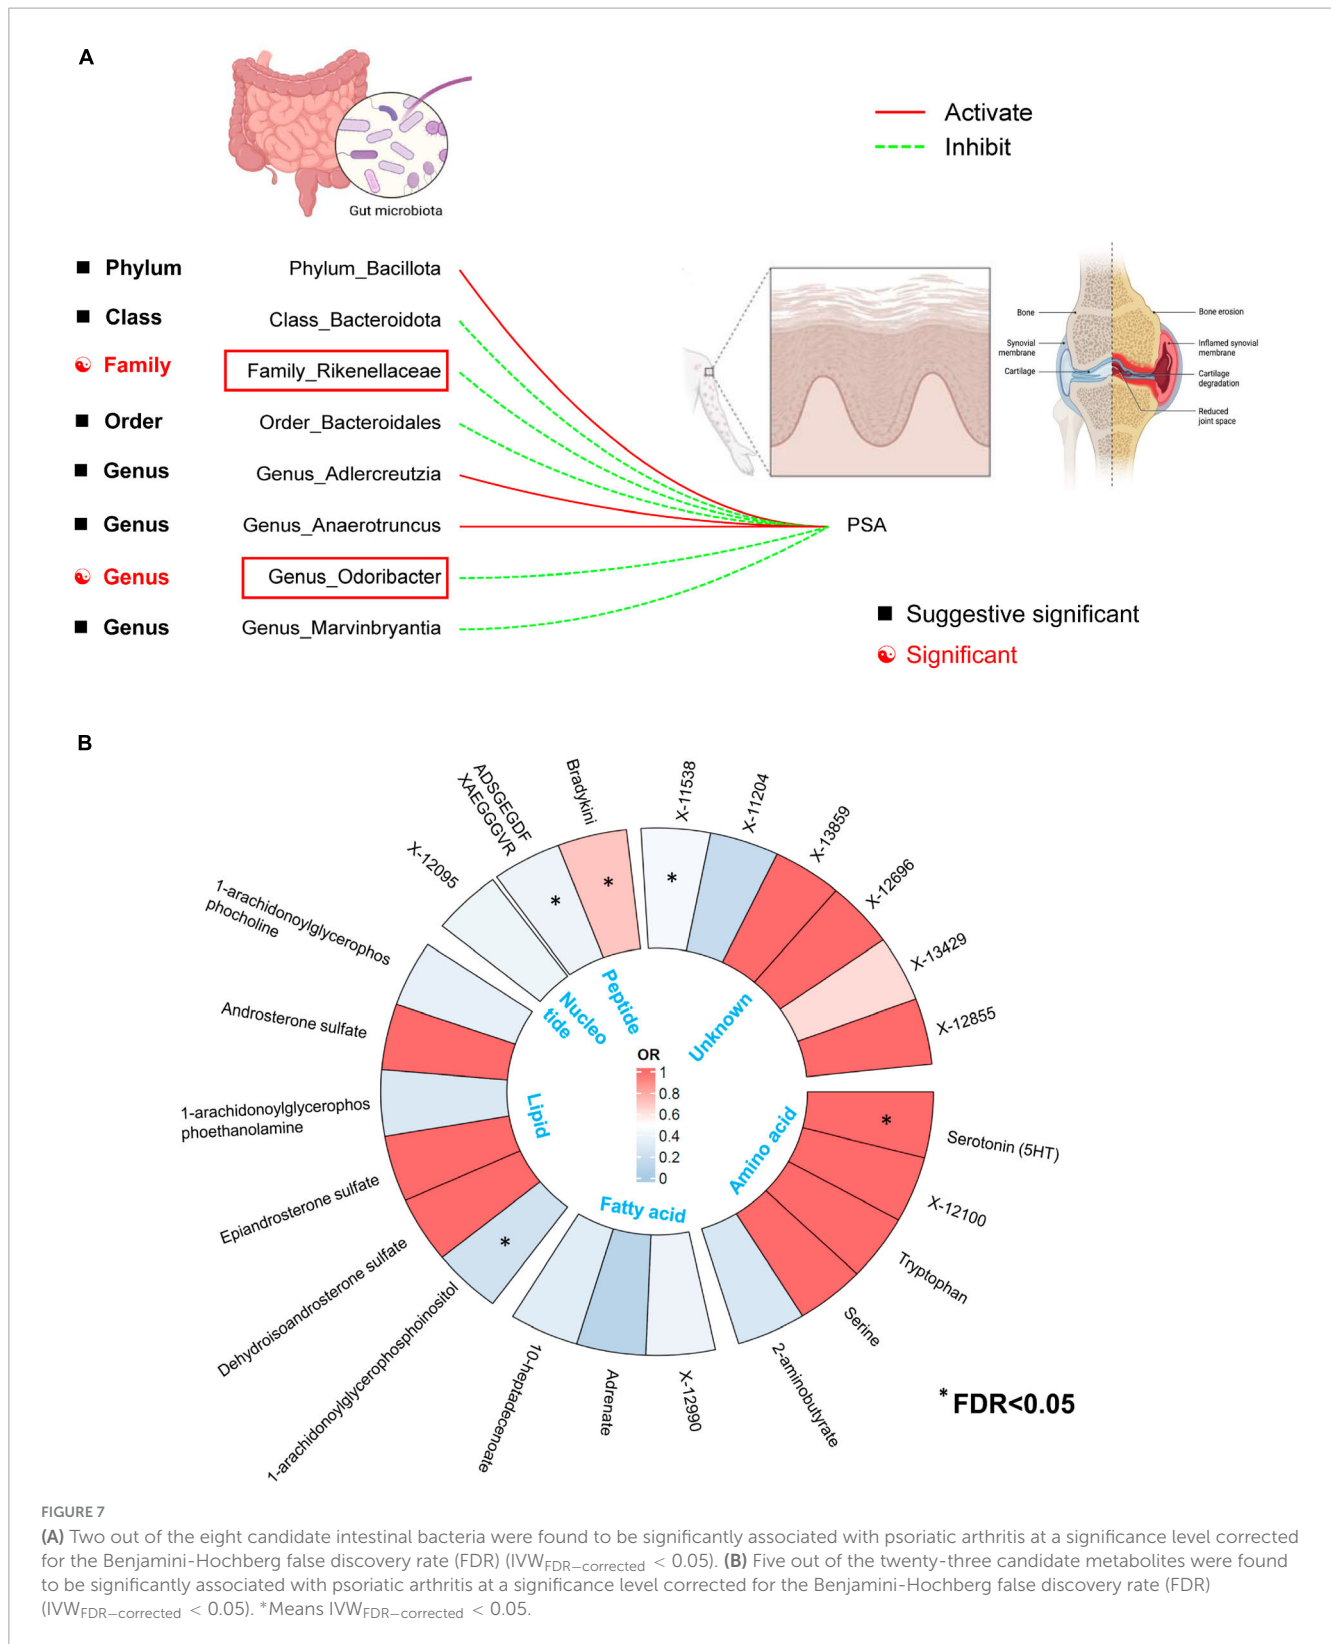 A
Gut microbiota
Activate
Inhibit
Phylum
Phylum_Bacillota
Class
Class_Bacteroidota
Family
Family_Rikenellaceae
Order
Order_Bacteroidales
Genus
Genus_Adlercreutzia
Genus
Genus_Anaerotruncus
Genus
Genus_Odoribacter
Genus
Genus_Marvinbryantia
PSA
Bone
Synovial
membrane
Cartilage
Bone erosion
Inflamed synovial
membrane
Cartilage
degradation
Reduced
joint space
Suggestive significant
Significant
B
X-11538
X-11204
X-13859
X-12696
X-13429
X-12855
Serotonin (5HT)
X-12100
Tryptophan
Serine
2-aminobutyrate
X-12990
Adrenate
10-heptadecenoate
1-arachidonoylglycerophosphoinositol
Dehydroisoandrosterone sulfate
Epiandrosterone sulfate
1-arachidonoylglycerophos
phoethanolamine
Androsterone sulfate
1-arachidonoylglycerophos
phocholine
X-12095
ADSGEGDF
XAEGGGVR
Bradykini
*
*
*
*
*
Unknown
Amino acid
Fatty acid
Lipid
Nucleo
tide
Peptide
OR
1
0.8
0.6
0.4
0.2
0
* FDR<0.05
FIGURE 7
(A) Two out of the eight candidate intestinal bacteria were found to be significantly associated with psoriatic arthritis at a significance level corrected
for the Benjamini-Hochberg false discovery rate (FDR) (IVWFDR−corrected < 0.05). (B) Five out of the twenty-three candidate metabolites were found
to be significantly associated with psoriatic arthritis at a significance level corrected for the Benjamini-Hochberg false discovery rate (FDR)
(IVWFDR−corrected < 0.05). *Means IVWFDR−corrected < 0.05.